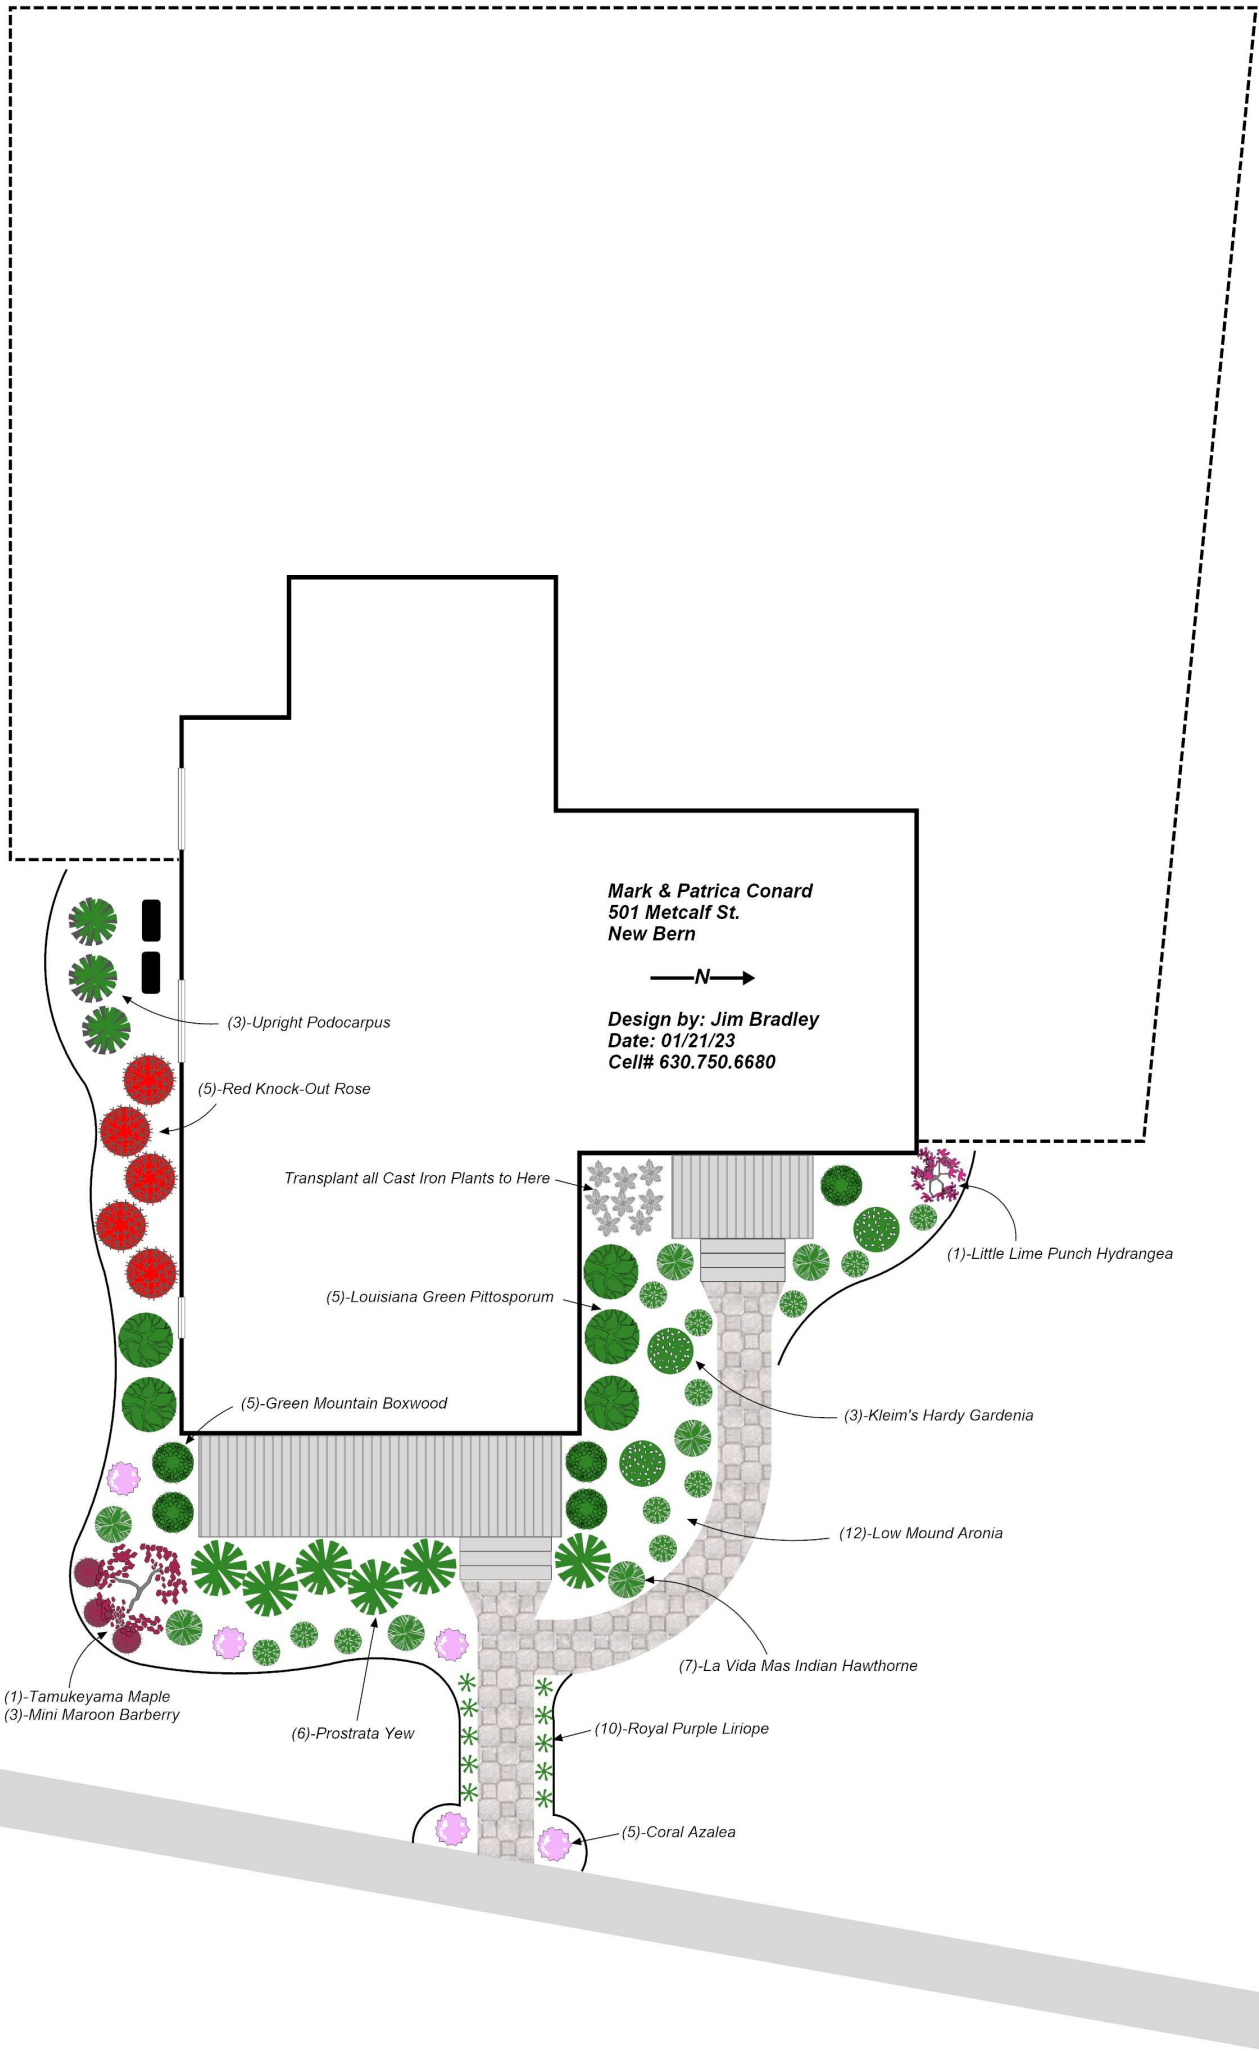 Mark & Patrica Conard
501 Metcalf St.
New Bern
N
Design by: Jim Bradley
Date: 01/21/23
Cell# 630.750.6680
(3)-Upright Podocarpus
(5)-Red Knock-Out Rose
Transplant all Cast Iron Plants to Here
(1)-Little Lime Punch Hydrangea
(5)-Louisiana Green Pittosporum
(5)-Green Mountain Boxwood
(3)-Kleim's Hardy Gardenia
(12)-Low Mound Aronia
(7)-La Vida Mas Indian Hawthorne
(1)-Tamukeyama Maple
(3)-Mini Maroon Barberry
(6)-Prostrata Yew
(10)-Royal Purple Liriope
(5)-Coral Azalea